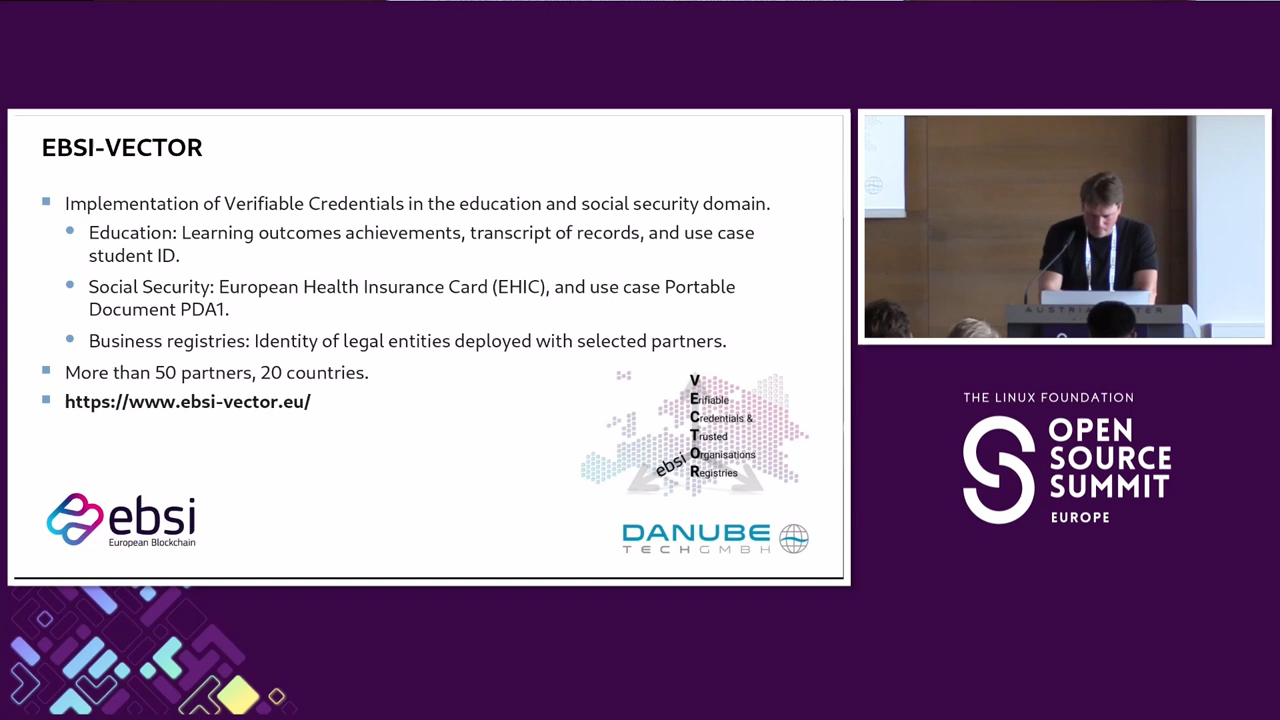 EBSI-VECTOR
Implementation of Verifiable Credentials in the education and social security domain.
Education: Learning outcomes achievements, transcript of records, and use case
student ID.
Social Security: European Health Insurance Card (EHIC), and use case Portable
Document PDA1.
Business registries: Identity of legal entities deployed with selected partners.
More than 50 partners, 20 countries.
https://www.ebsi-vector.eu/
Verifiable
Credentials &
Trusted
Organisations
Registries
ebsi
ebsi
European Blockchain
DANUBE
TECH GMBH
AUSTRIA CENTER
THE LINUX FOUNDATION
OPEN
SOURCE
SUMMIT
EUROPE